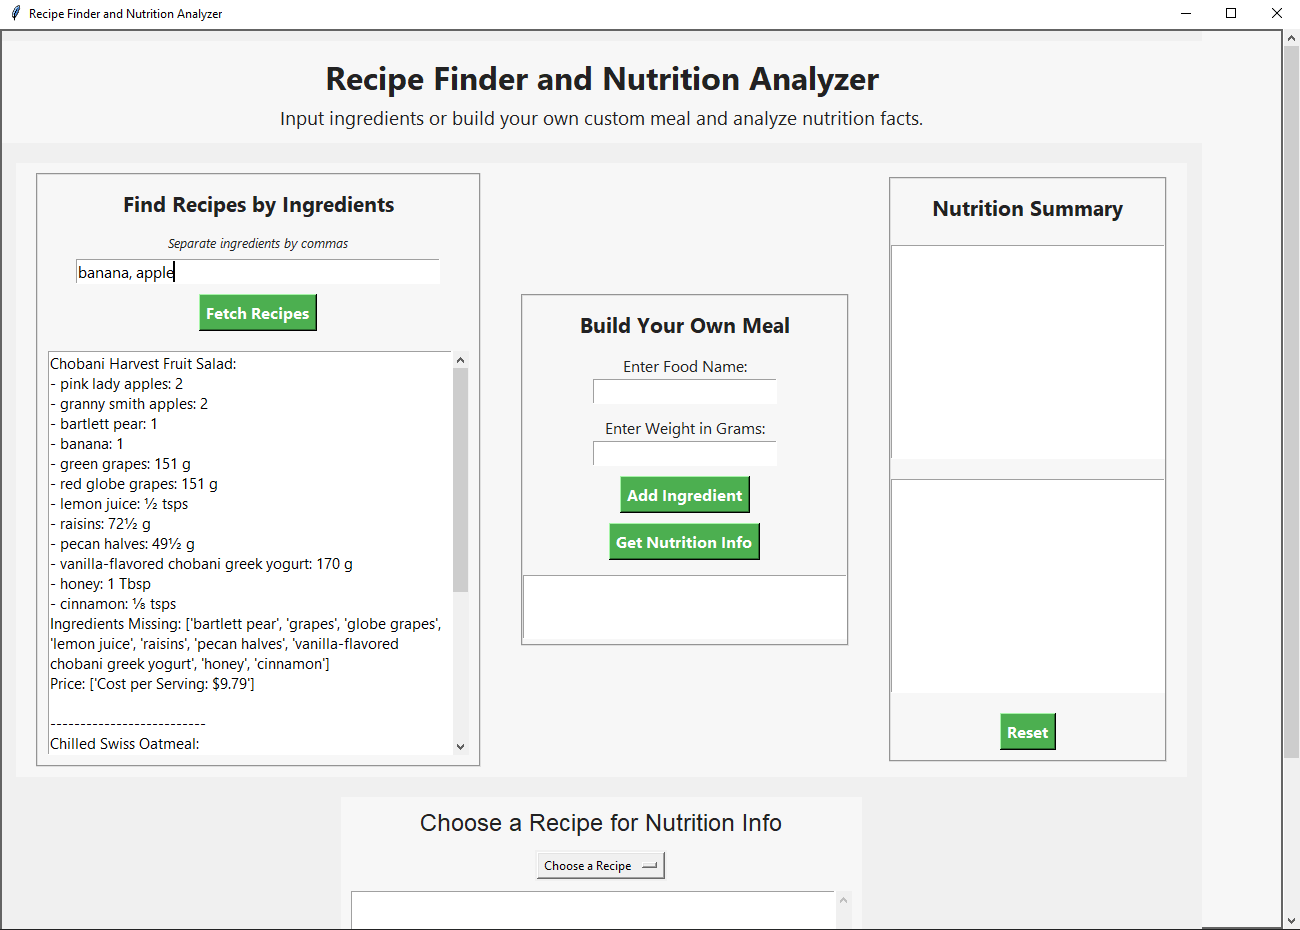 Recipe Finder and Nutrition Analyzer
Recipe Finder and Nutrition Analyzer
Input ingredients or build your own custom meal and analyze nutrition facts.
Find Recipes by Ingredients
Separate ingredients by commas
banana, apple
Fetch Recipes
Chobani Harvest Fruit Salad:
- pink lady apples: 2
- granny smith apples: 2
- bartlett pear: 1
- banana: 1
- green grapes: 151 g
- red globe grapes: 151 g
- lemon juice: ½ tsps
- raisins: 72½ g
- pecan halves: 49½ g
- vanilla-flavored chobani greek yogurt: 170 g
- honey: 1 Tbsp
- cinnamon: ⅛ tsps
Ingredients Missing: ['bartlett pear', 'grapes', 'globe grapes',
'lemon juice', 'raisins', 'pecan halves', 'vanilla-flavored
chobani greek yogurt', 'honey', 'cinnamon']
Price: ['Cost per Serving: $9.79']
--------------------------
Chilled Swiss Oatmeal:
Build Your Own Meal
Enter Food Name:
Enter Weight in Grams:
Add Ingredient
Get Nutrition Info
Nutrition Summary
Reset
Choose a Recipe for Nutrition Info
Choose a Recipe